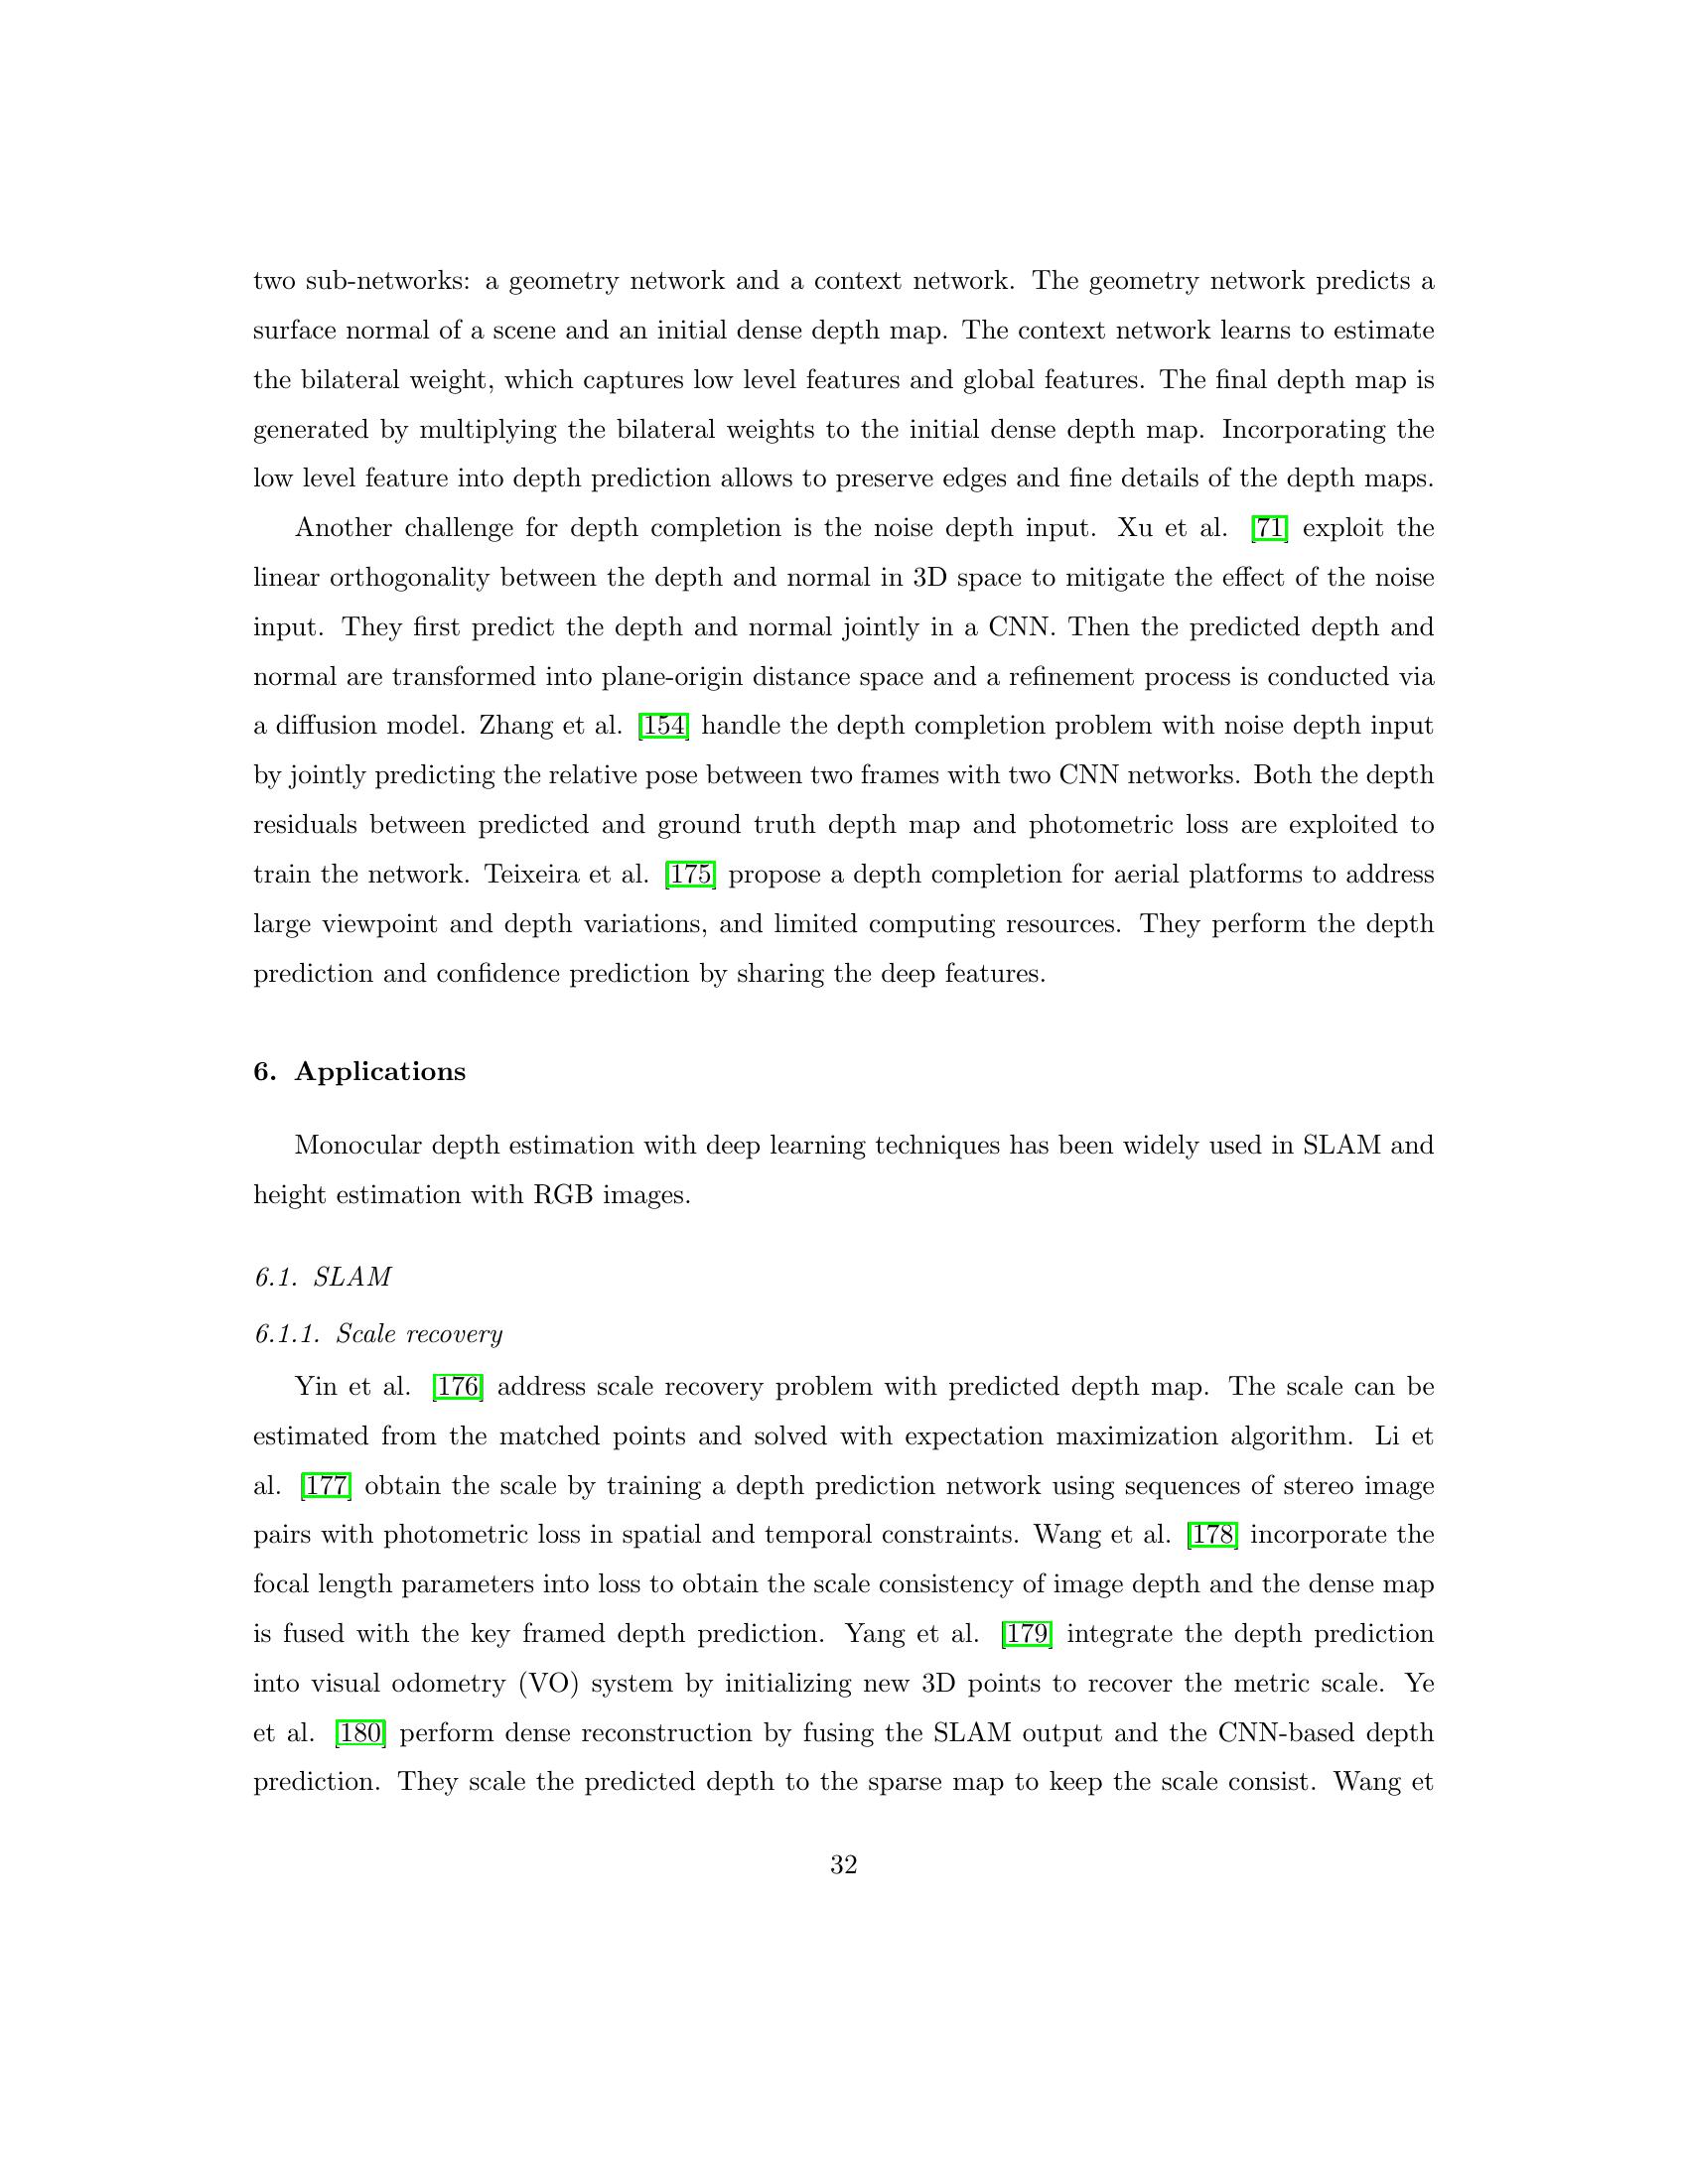 two sub-networks: a geometry network and a context network. The geometry network predicts a
surface normal of a scene and an initial dense depth map. The context network learns to estimate
the bilateral weight, which captures low level features and global features. The final depth map is
generated by multiplying the bilateral weights to the initial dense depth map. Incorporating the
low level feature into depth prediction allows to preserve edges and fine details of the depth maps.
Another challenge for depth completion is the noise depth input. Xu et al. [71] exploit the
linear orthogonality between the depth and normal in 3D space to mitigate the effect of the noise
input. They first predict the depth and normal jointly in a CNN. Then the predicted depth and
normal are transformed into plane-origin distance space and a refinement process is conducted via
a diffusion model. Zhang et al. [154] handle the depth completion problem with noise depth input
by jointly predicting the relative pose between two frames with two CNN networks. Both the depth
residuals between predicted and ground truth depth map and photometric loss are exploited to
train the network. Teixeira et al. [175] propose a depth completion for aerial platforms to address
large viewpoint and depth variations, and limited computing resources. They perform the depth
prediction and confidence prediction by sharing the deep features.
6. Applications
Monocular depth estimation with deep learning techniques has been widely used in SLAM and
height estimation with RGB images.
6.1. SLAM
6.1.1. Scale recovery
Yin et al. [176] address scale recovery problem with predicted depth map. The scale can be
estimated from the matched points and solved with expectation maximization algorithm. Li et
al. [177] obtain the scale by training a depth prediction network using sequences of stereo image
pairs with photometric loss in spatial and temporal constraints. Wang et al. [178] incorporate the
focal length parameters into loss to obtain the scale consistency of image depth and the dense map
is fused with the key framed depth prediction. Yang et al. [179] integrate the depth prediction
into visual odometry (VO) system by initializing new 3D points to recover the metric scale. Ye
et al. [180] perform dense reconstruction by fusing the SLAM output and the CNN-based depth
prediction. They scale the predicted depth to the sparse map to keep the scale consist. Wang et
32